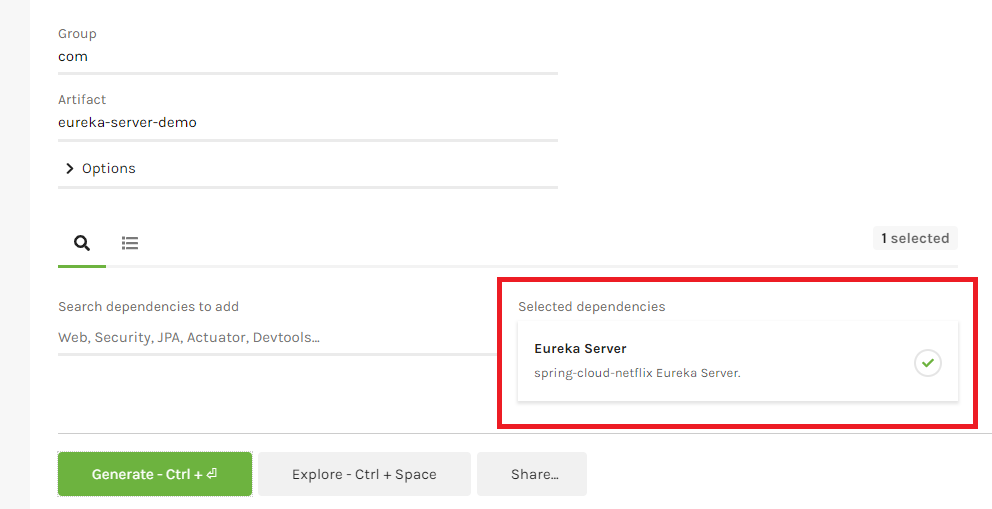 Group
com
Artifact
eureka-server-demo
Options
1 selected
Search dependencies to add
Web, Security, JPA, Actuator, Devtools...
Selected dependencies
Eureka Server
spring-cloud-netflix Eureka Server.
Generate - Ctrl + ⏎
Explore - Ctrl + Space
Share...